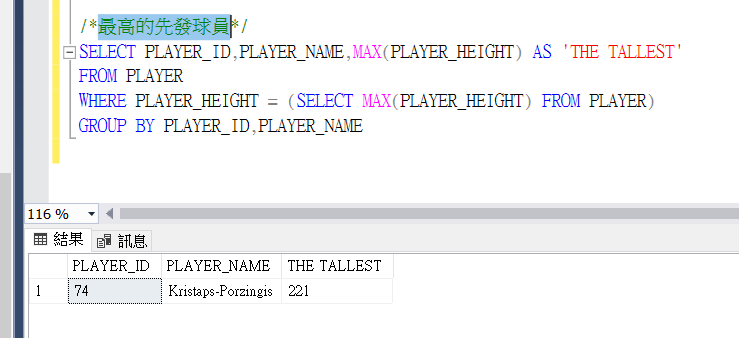 /*最高的先發球員*/
SELECT PLAYER_ID,PLAYER_NAME,MAX(PLAYER_HEIGHT) AS 'THE TALLEST'
FROM PLAYER
WHERE PLAYER_HEIGHT = (SELECT MAX(PLAYER_HEIGHT) FROM PLAYER)
GROUP BY PLAYER_ID,PLAYER_NAME
116 %
結果 訊息
PLAYER_ID PLAYER_NAME THE TALLEST
1 74 Kristaps-Porzingis 221